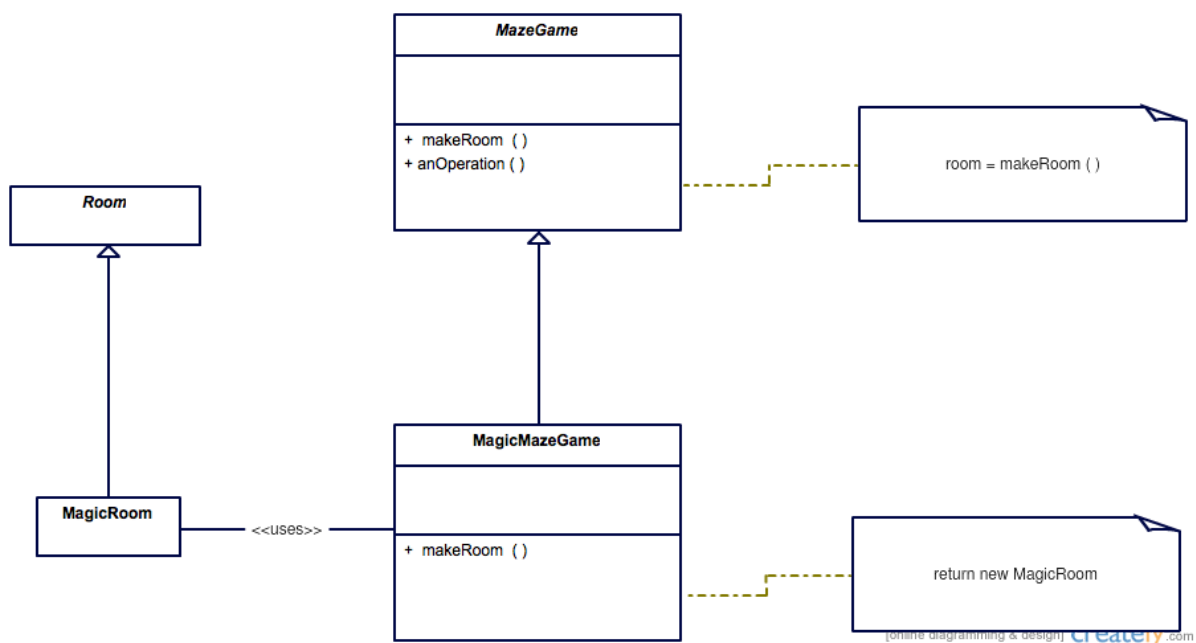 MazeGame
+ makeRoom ( )
+ anOperation ( )
room = makeRoom ( )
Room
MagicMazeGame
MagicRoom
<<uses>>
+ makeRoom ( )
return new MagicRoom
[online diagramming & design] creately.com